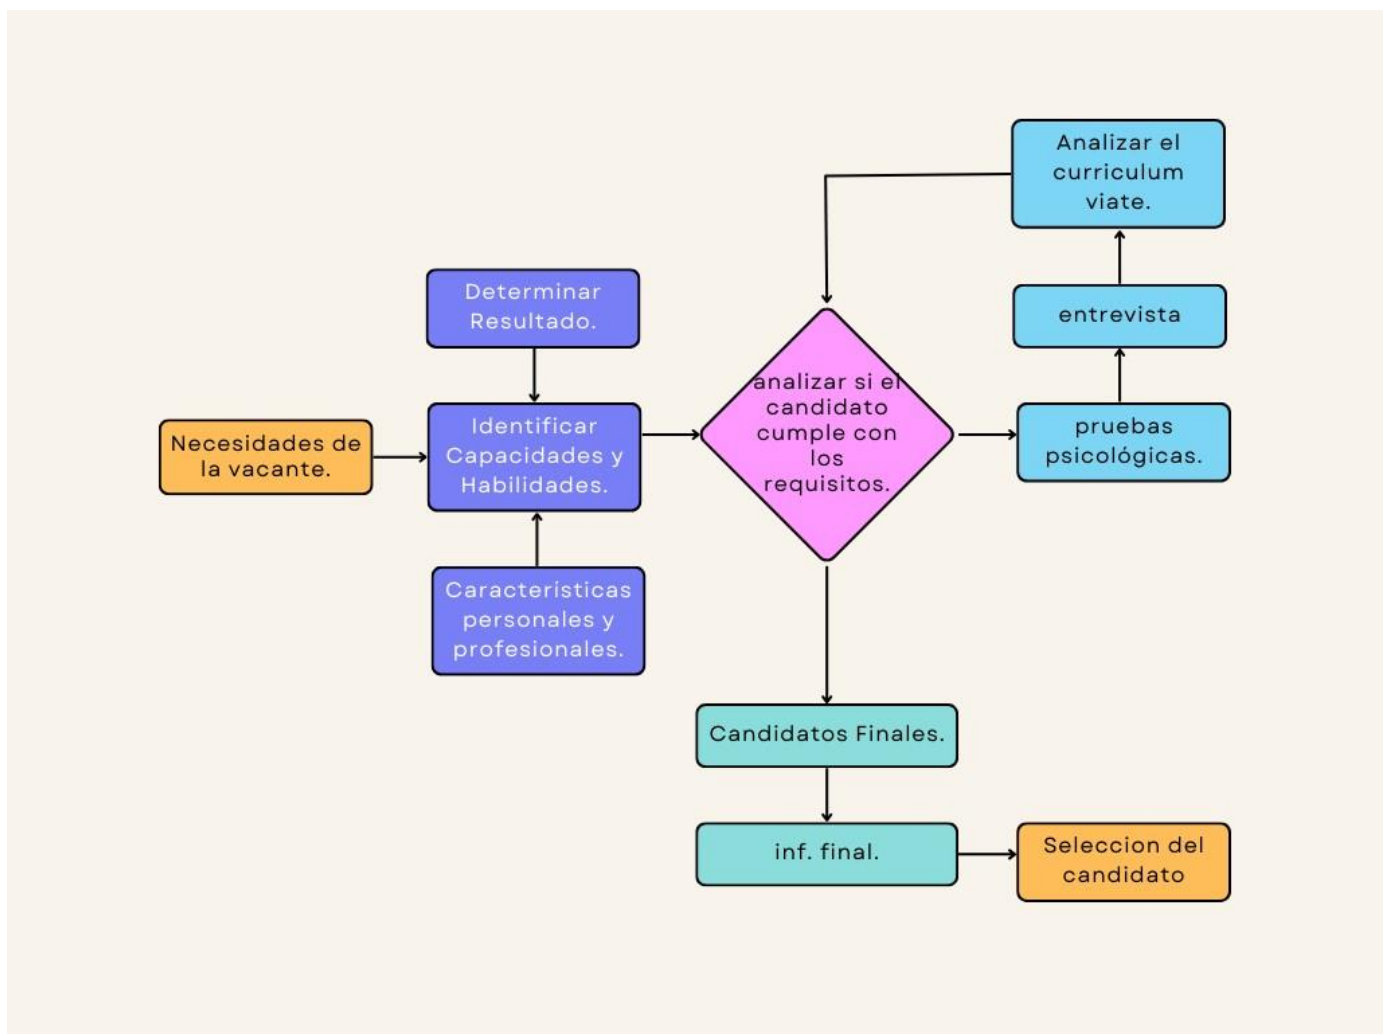 Analizar el
curriculum
viate.
Determinar
Resultado.
entrevista
analizar si el
candidato
cumple con
los
requisitos.
Necesidades de
la vacante.
Identificar
Capacidades y
Habilidades.
pruebas
psicológicas.
Características
personales y
profesionales.
Candidatos Finales.
inf. final.
Seleccion del
candidato